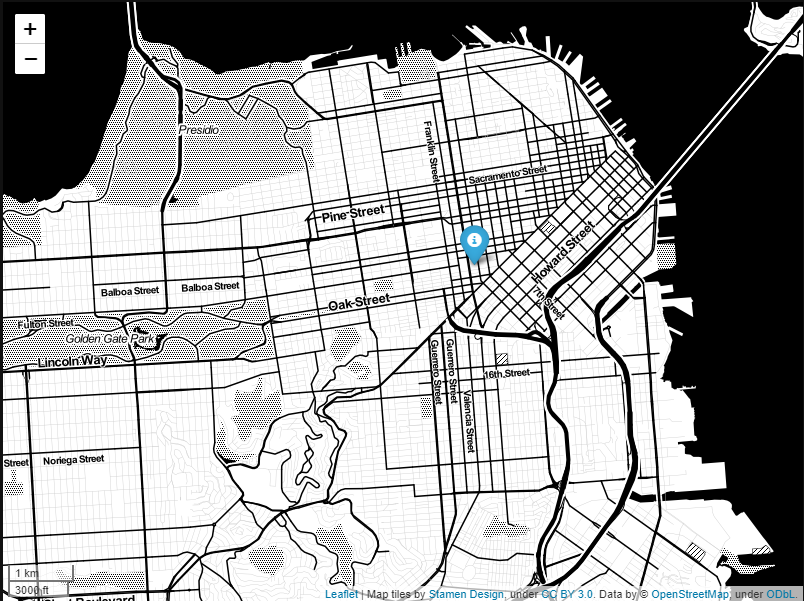 +
−
Presidio
Franklin Street
Sacramento Street
Pine Street
Howard Street
Balboa Street
Balboa Street
7th Street
Oak Street
Fulton Street
Golden Gate Park
Lincoln Way
Guerrero Street
Guerrero Street
Valencia Street
16th Street
Street
Noriega Street
1 km
3000 ft
Boulevard
Leaflet | Map tiles by Stamen Design, under CC BY 3.0. Data by © OpenStreetMap, under ODbL.